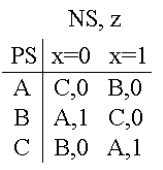 NS, z
PS x=0 x=1
A C,0 B,0
B A,1 C,0
C B,0 A,1